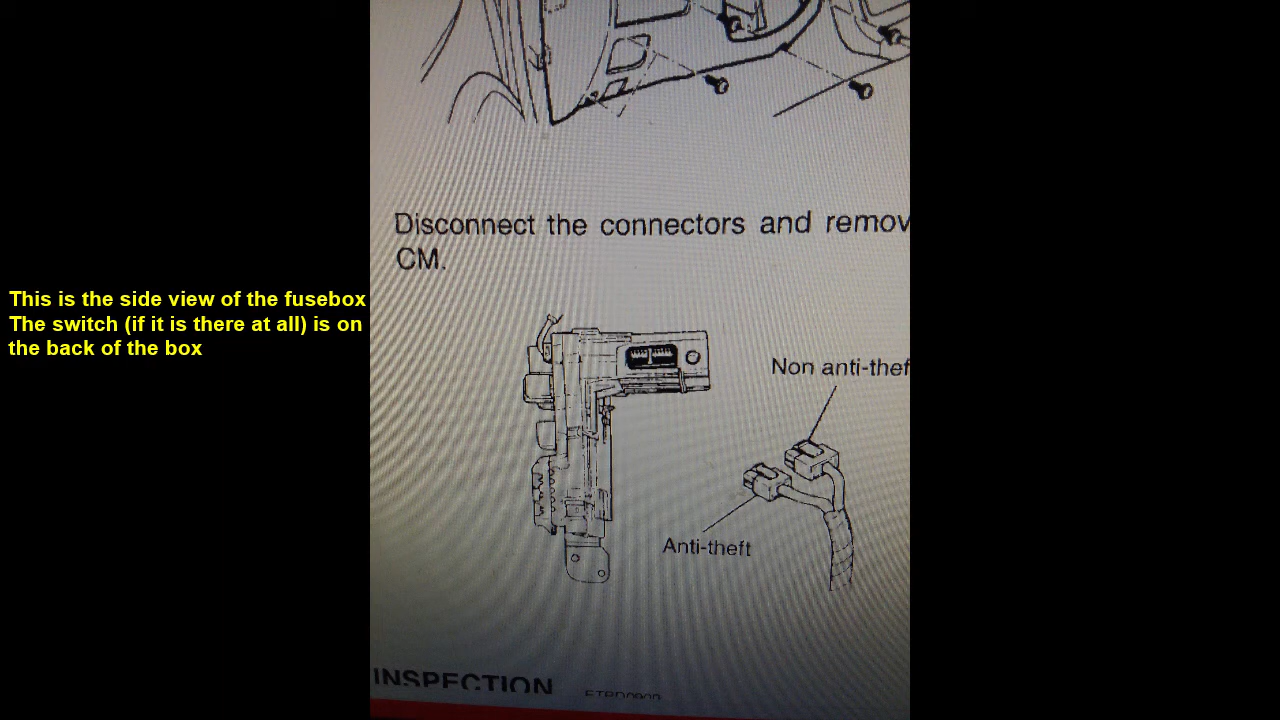 This is the side view of the fusebox
The switch (if it is there at all) is on
the back of the box
Disconnect the connectors and remov
CM.
Non anti-thef
Anti-theft
INSPECTION